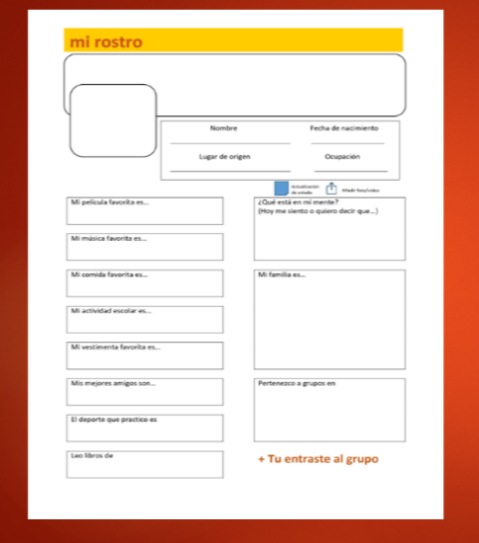 mi rostro
Nombre
Fecha de nacimiento
Lugar de origen
Ocupación
Actualización
de estado
Añadir foto/video
Mi película favorita es...
¿Qué está en mi mente?
(Hoy me siento o quiero decir que...)
Mi música favorita es...
Mi comida favorita es...
Mi familia es...
Mi actividad escolar es...
Mi vestimenta favorita es...
Mis mejores amigos son...
Pertenezco a grupos en
El deporte que practico es
Leo libros de
+ Tu entraste al grupo